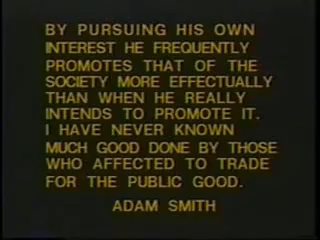 BY PURSUING HIS OWN
INTEREST HE FREQUENTLY
PROMOTES THAT OF THE
SOCIETY MORE EFFECTUALLY
THAN WHEN HE REALLY
INTENDS TO PROMOTE IT.
I HAVE NEVER KNOWN
MUCH GOOD DONE BY THOSE
WHO AFFECTED TO TRADE
FOR THE PUBLIC GOOD.
ADAM SMITH